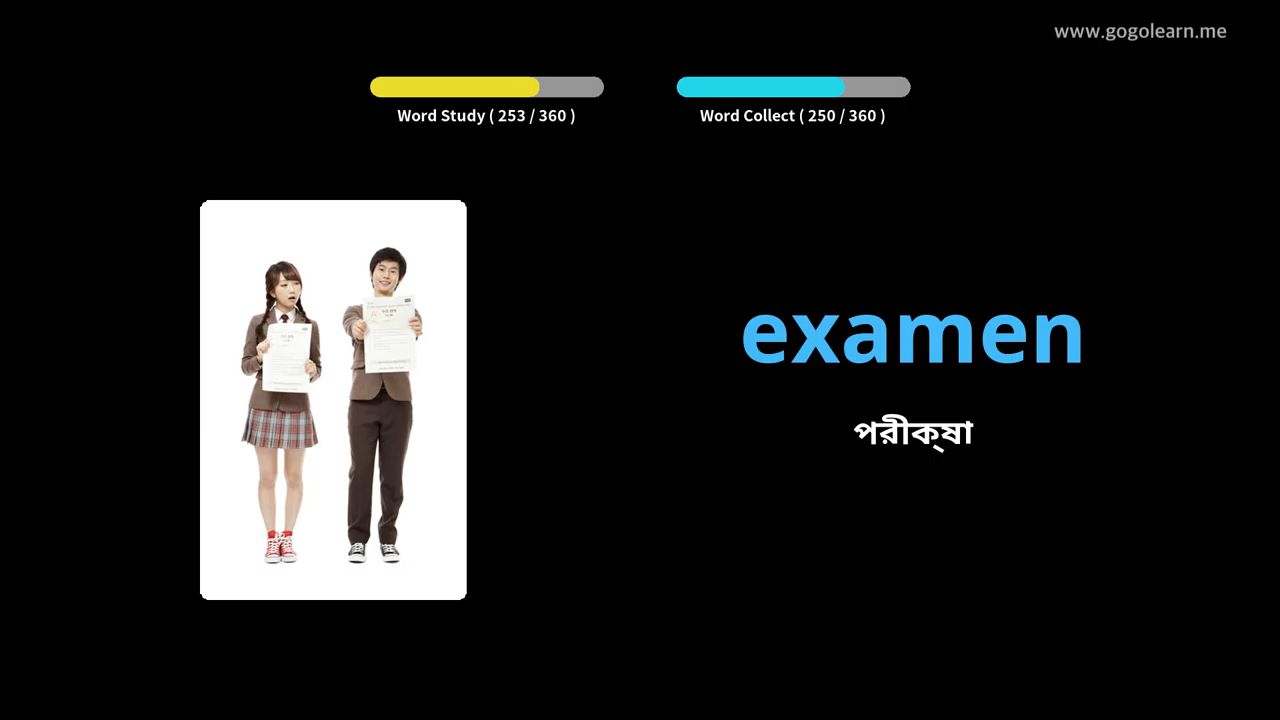 www.gogolearn.me
Word Study ( 253 / 360 )
Word Collect ( 250 / 360 )
examen
পরীক্ষা